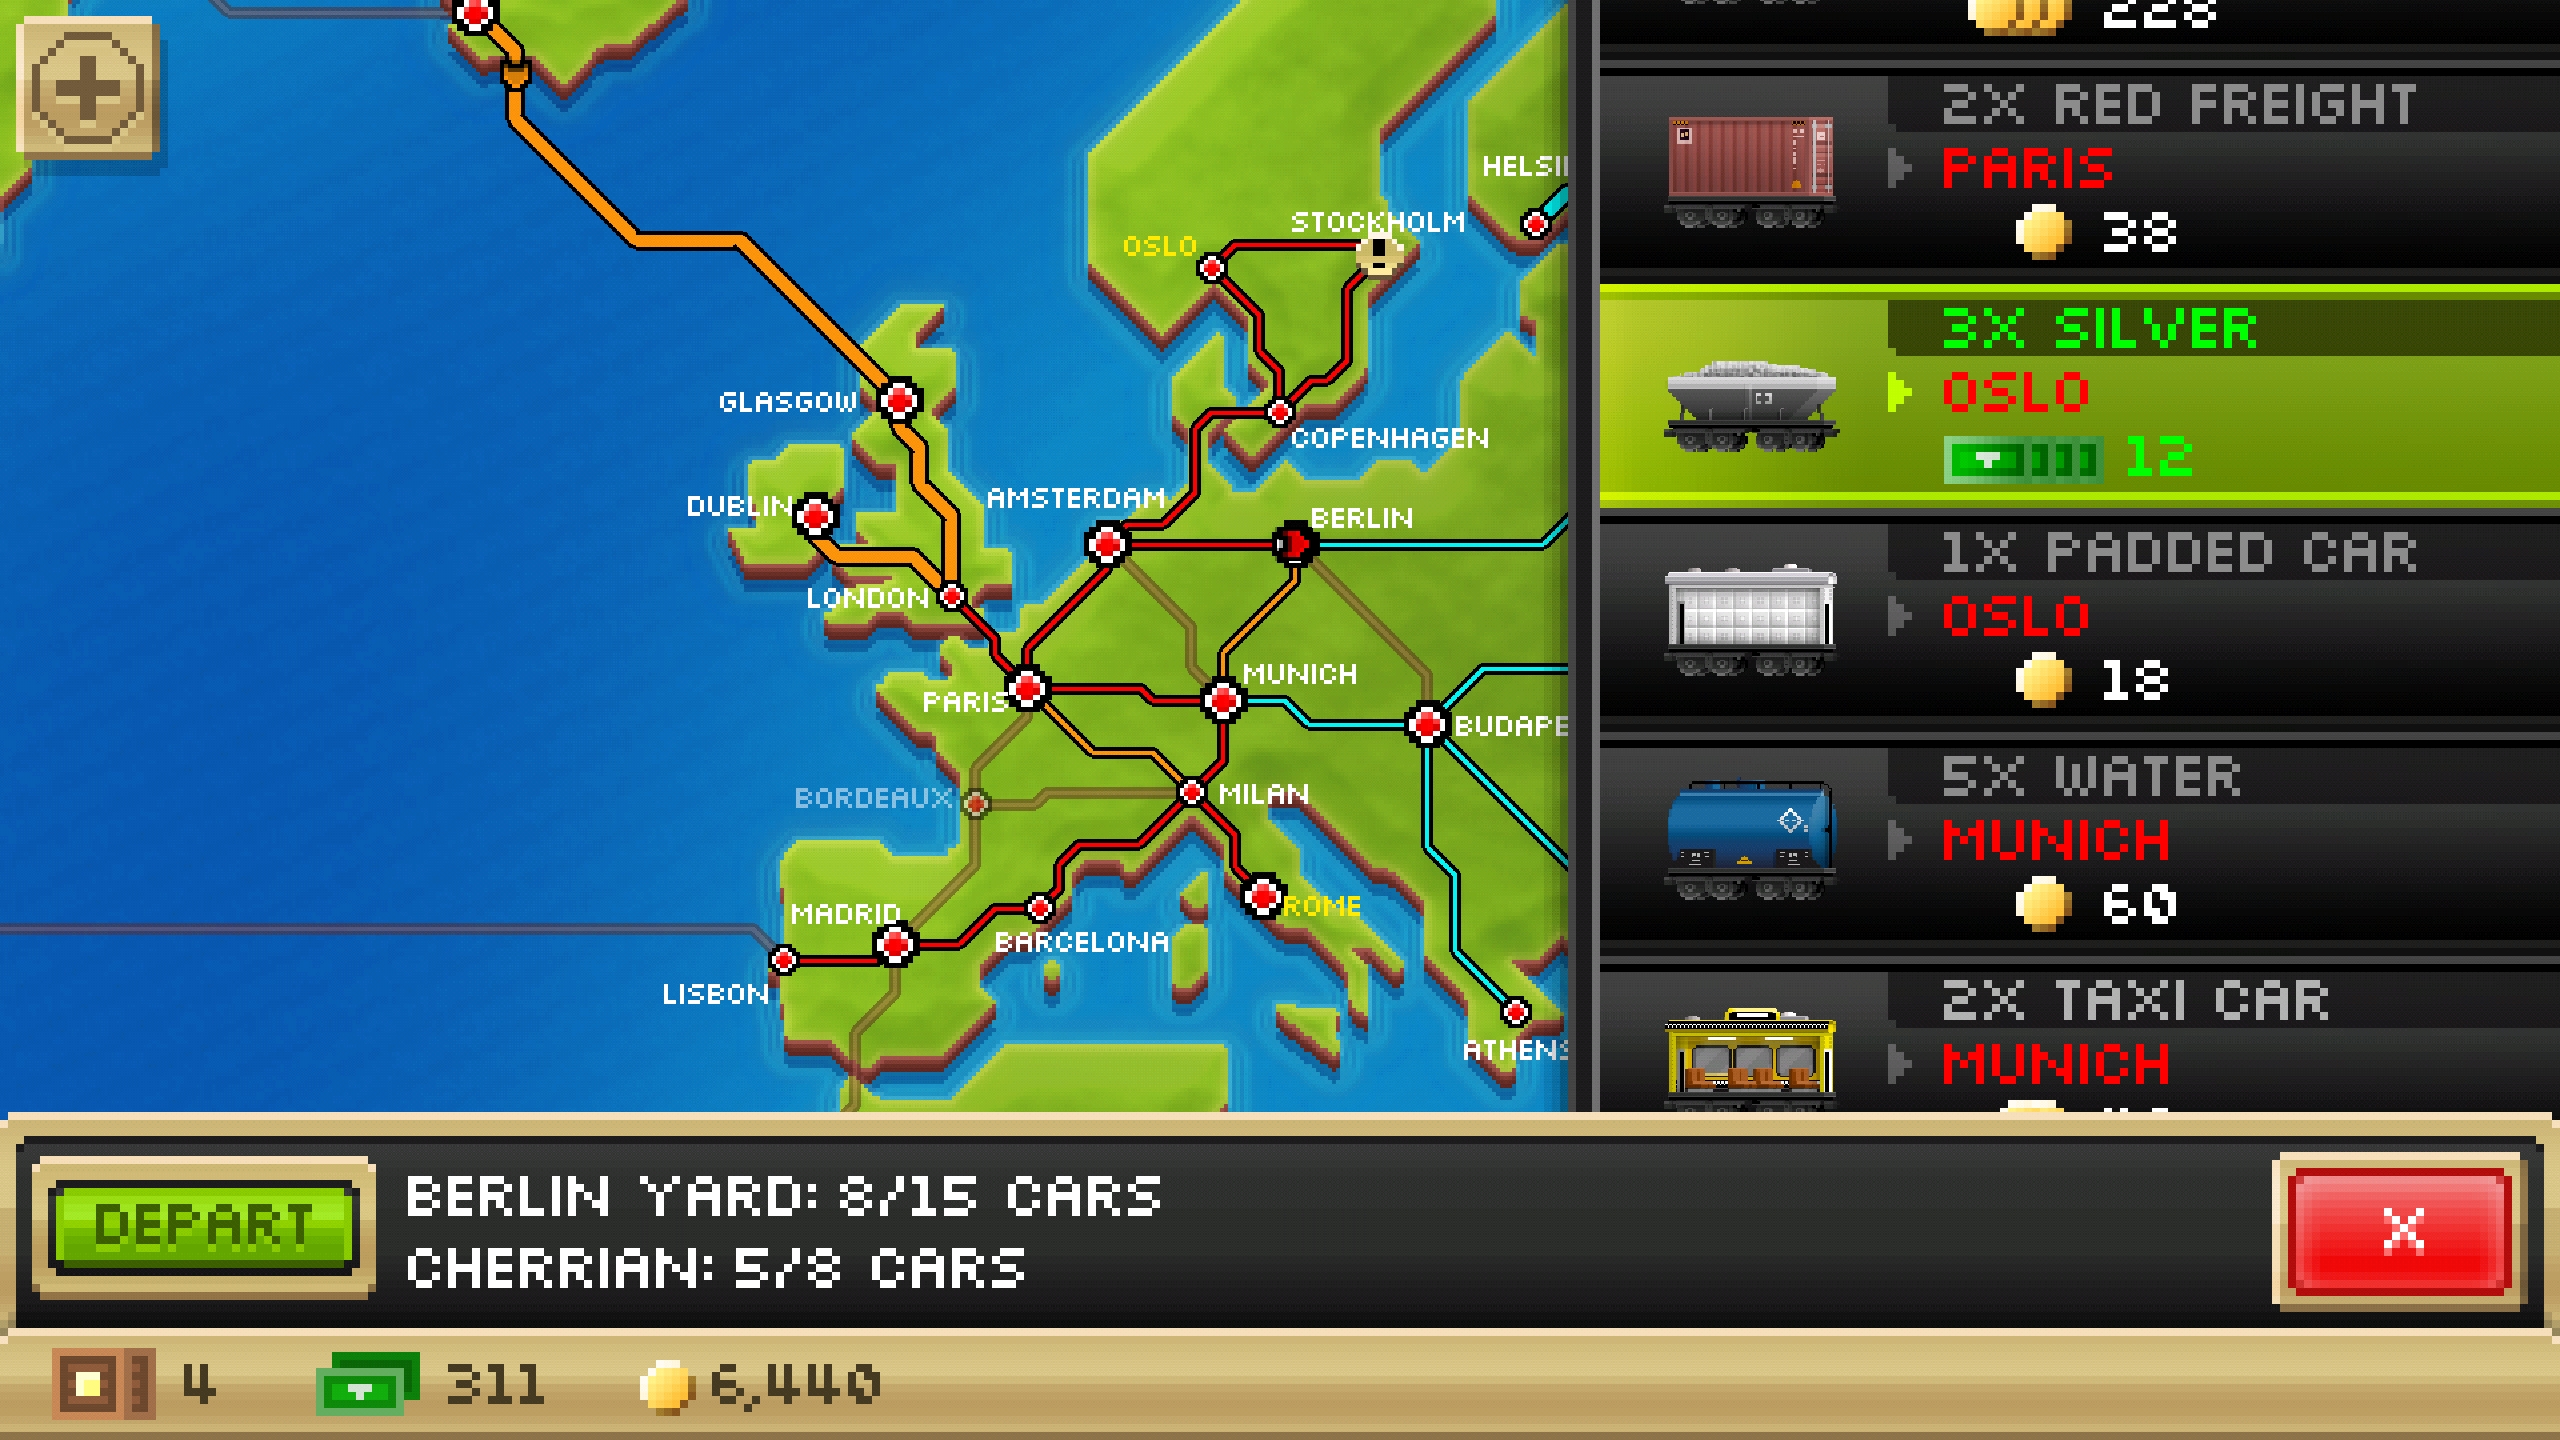 228
2X RED FREIGHT
PARIS
38
3X SILVER
OSLO
12
1X PADDED CAR
OSLO
18
5X WATER
MUNICH
60
2X TAXI CAR
MUNICH
HELSI
STOCKHOLM
OSLO
GLASGOW
COPENHAGEN
AMSTERDAM
DUBLIN
BERLIN
LONDON
MUNICH
PARIS
BUDAPE
BORDEAUX
MILAN
MADRID
ROME
BARCELONA
LISBON
ATHENS
DEPART
BERLIN YARD: 8/15 CARS
CHERRIAN: 5/8 CARS
X
4
311
6,440